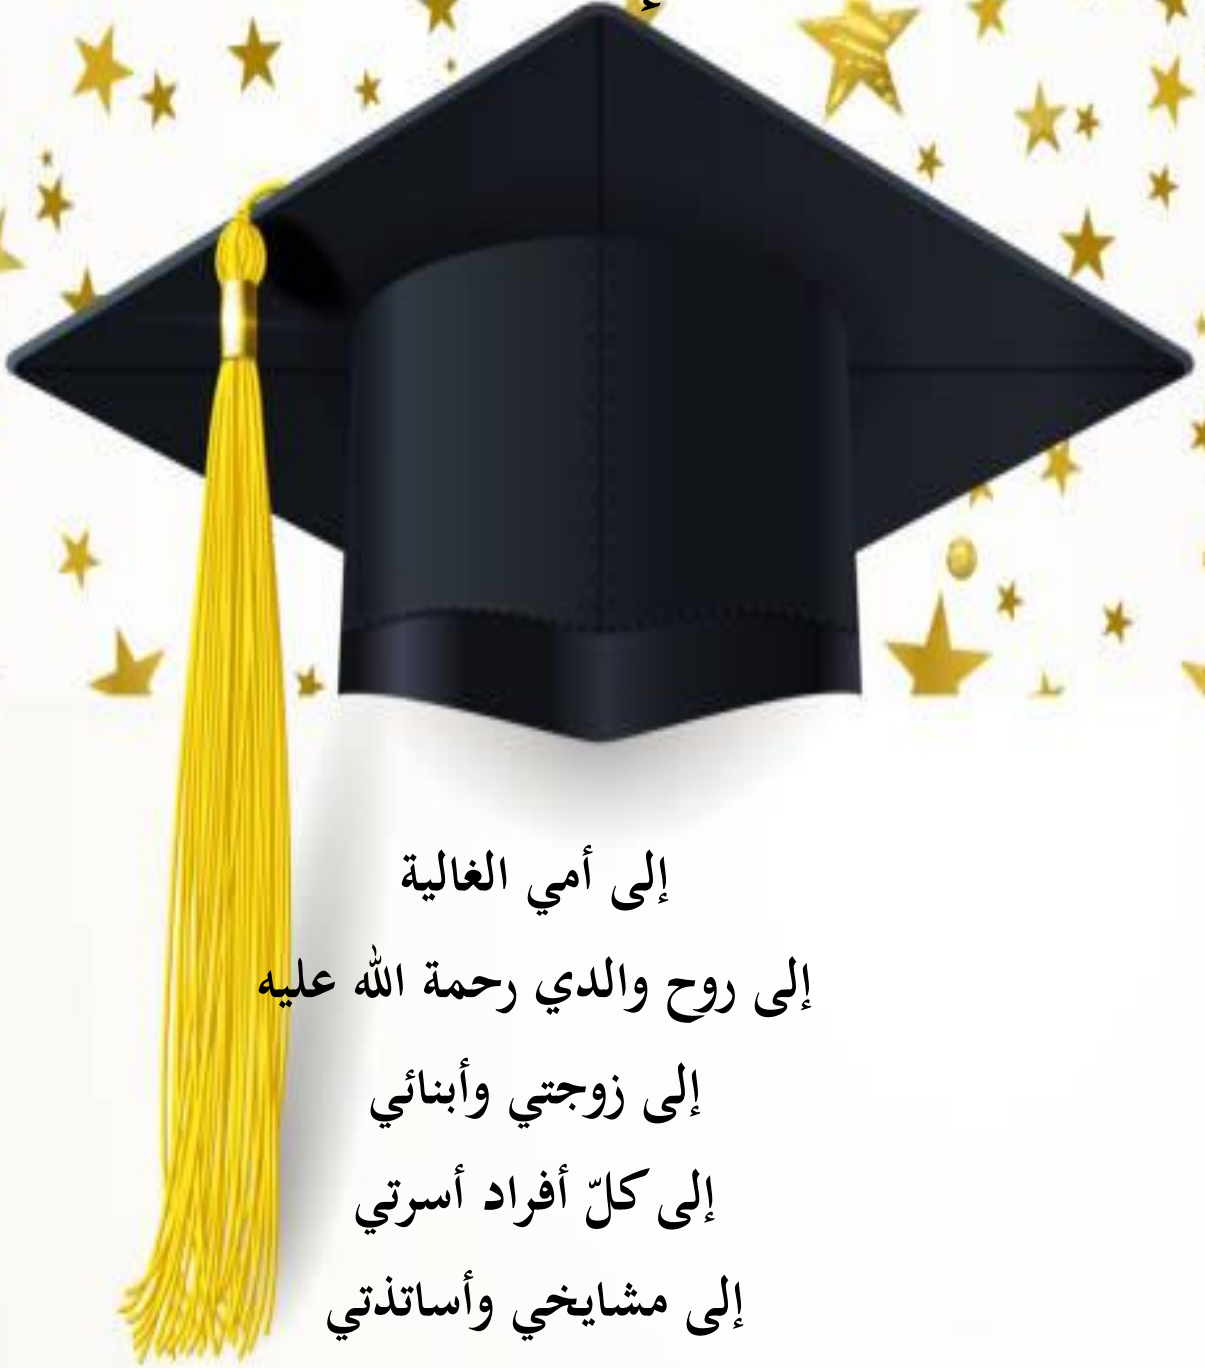 إلى أمي الغالية
إلى روح والدي رحمة الله عليه
إلى زوجتي وأبنائي
إلى كلّ أفراد أسرتي
إلى مشايخي وأساتذتي